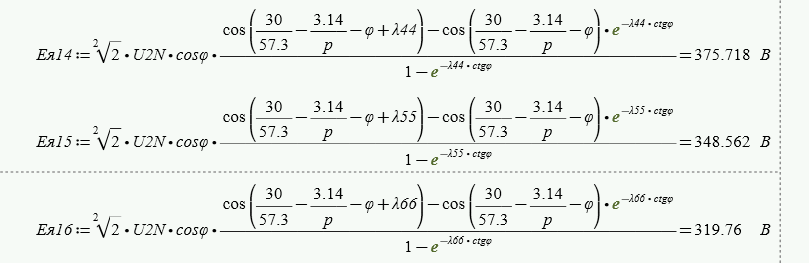 Eя14 := ²√2 • U2N • cosφ • (cos(30/57.3 − 3.14/p − φ + λ44) − cos(30/57.3 − 3.14/p − φ) • e^(−λ44 • ctgφ))/(1 − e^(−λ44 • ctgφ)) = 375.718 В
Eя15 := ²√2 • U2N • cosφ • (cos(30/57.3 − 3.14/p − φ + λ55) − cos(30/57.3 − 3.14/p − φ) • e^(−λ55 • ctgφ))/(1 − e^(−λ55 • ctgφ)) = 348.562 В
Eя16 := ²√2 • U2N • cosφ • (cos(30/57.3 − 3.14/p − φ + λ66) − cos(30/57.3 − 3.14/p − φ) • e^(−λ66 • ctgφ))/(1 − e^(−λ66 • ctgφ)) = 319.76 В